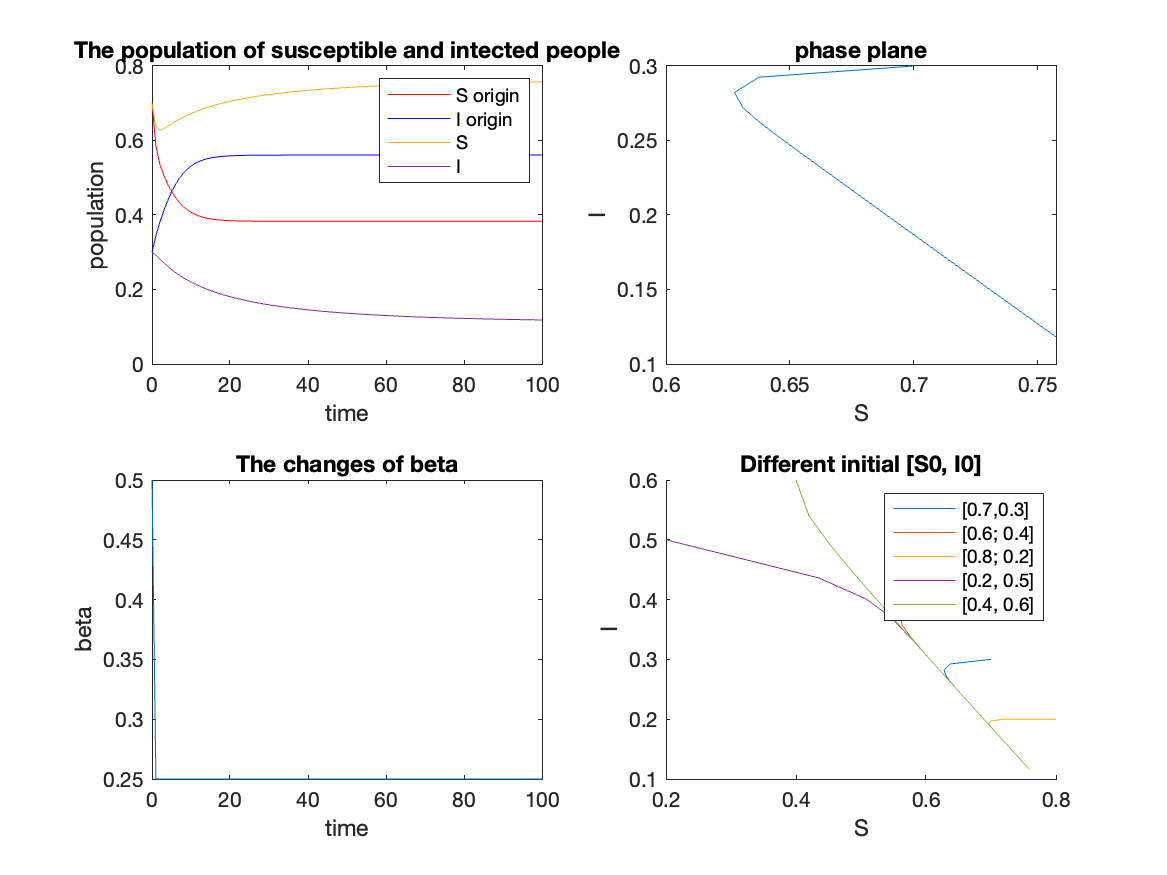 The population of susceptible and intected people
0.8
0.6
0.4
0.2
0
population
0
20
40
60
80
100
time
S origin
I origin
S
I
phase plane
0.3
0.25
0.2
0.15
0.1
I
0.6
0.65
0.7
0.75
S
The changes of beta
0.5
0.45
0.4
0.35
0.3
0.25
beta
0
20
40
60
80
100
time
Different initial [S0, I0]
0.6
0.5
0.4
0.3
0.2
0.1
I
0.2
0.4
0.6
0.8
S
[0.7,0.3]
[0.6; 0.4]
[0.8; 0.2]
[0.2, 0.5]
[0.4, 0.6]